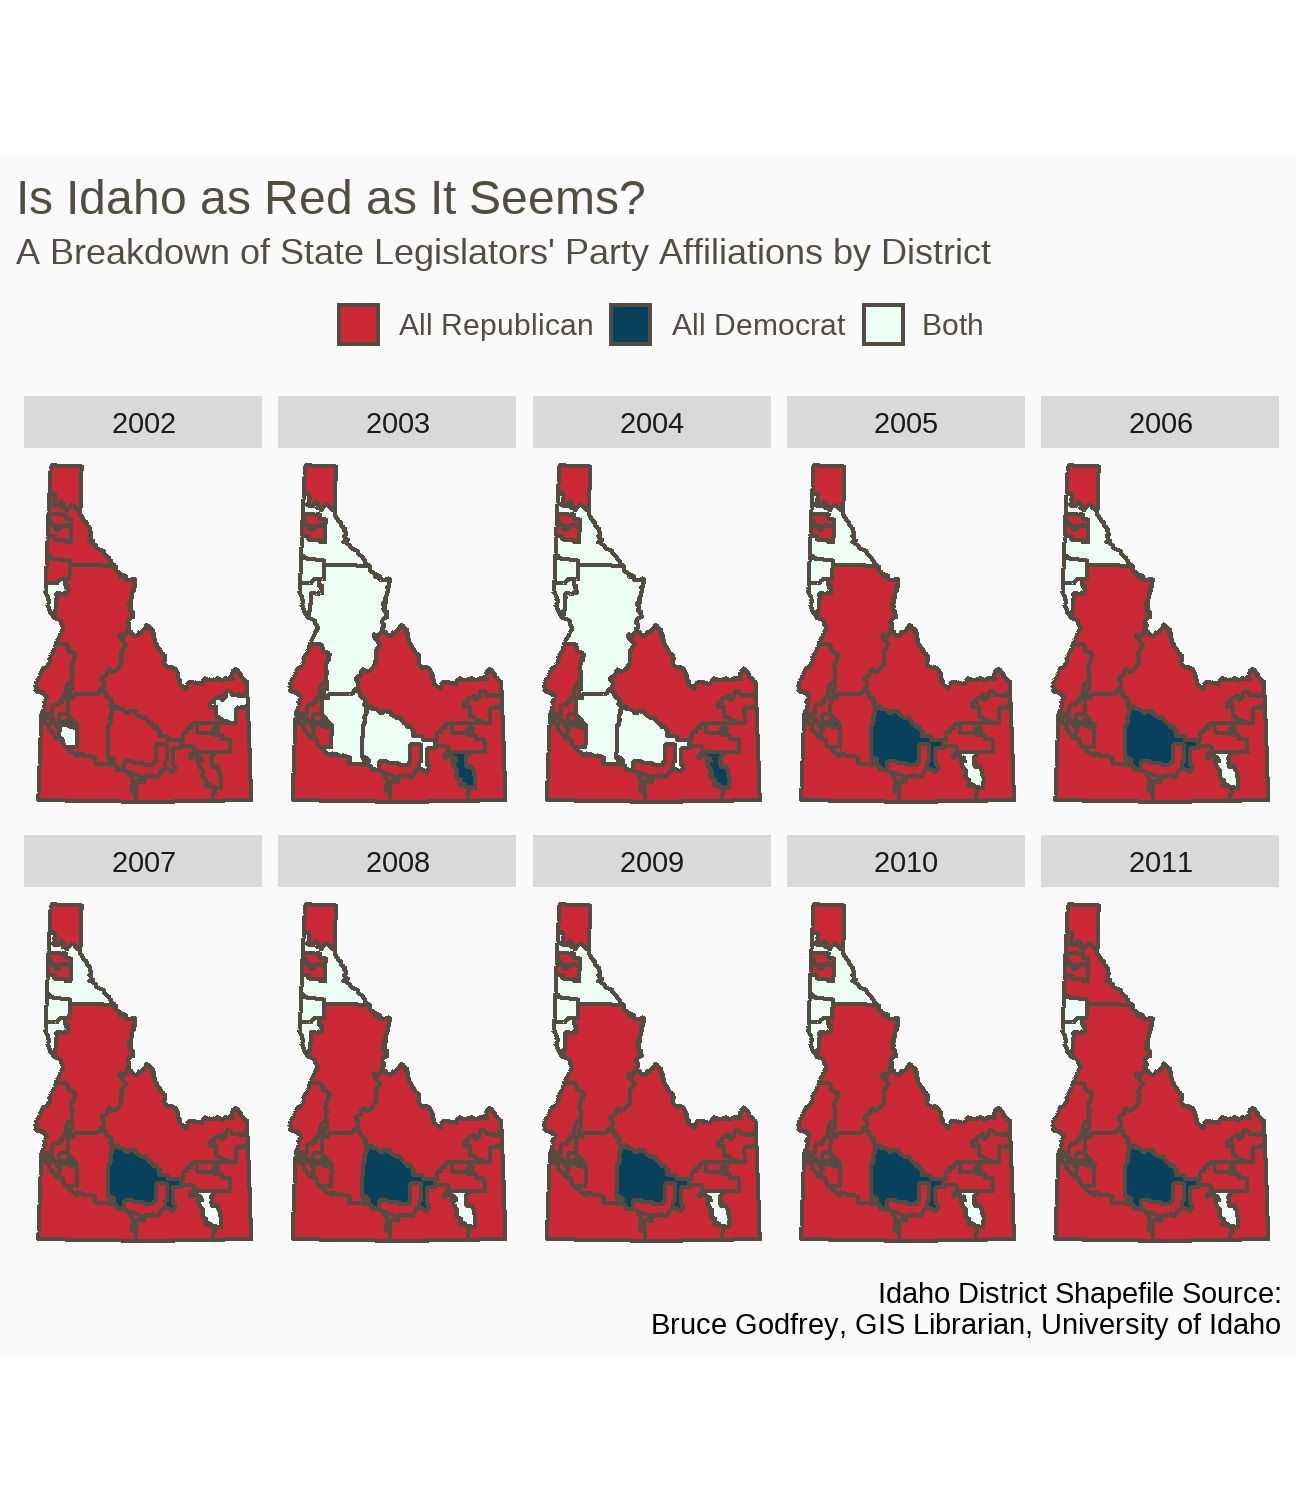 Is Idaho as Red as It Seems?
A Breakdown of State Legislators' Party Affiliations by District
All Republican All Democrat Both
2002 2003 2004 2005 2006
2007 2008 2009 2010 2011
Idaho District Shapefile Source:
Bruce Godfrey, GIS Librarian, University of Idaho